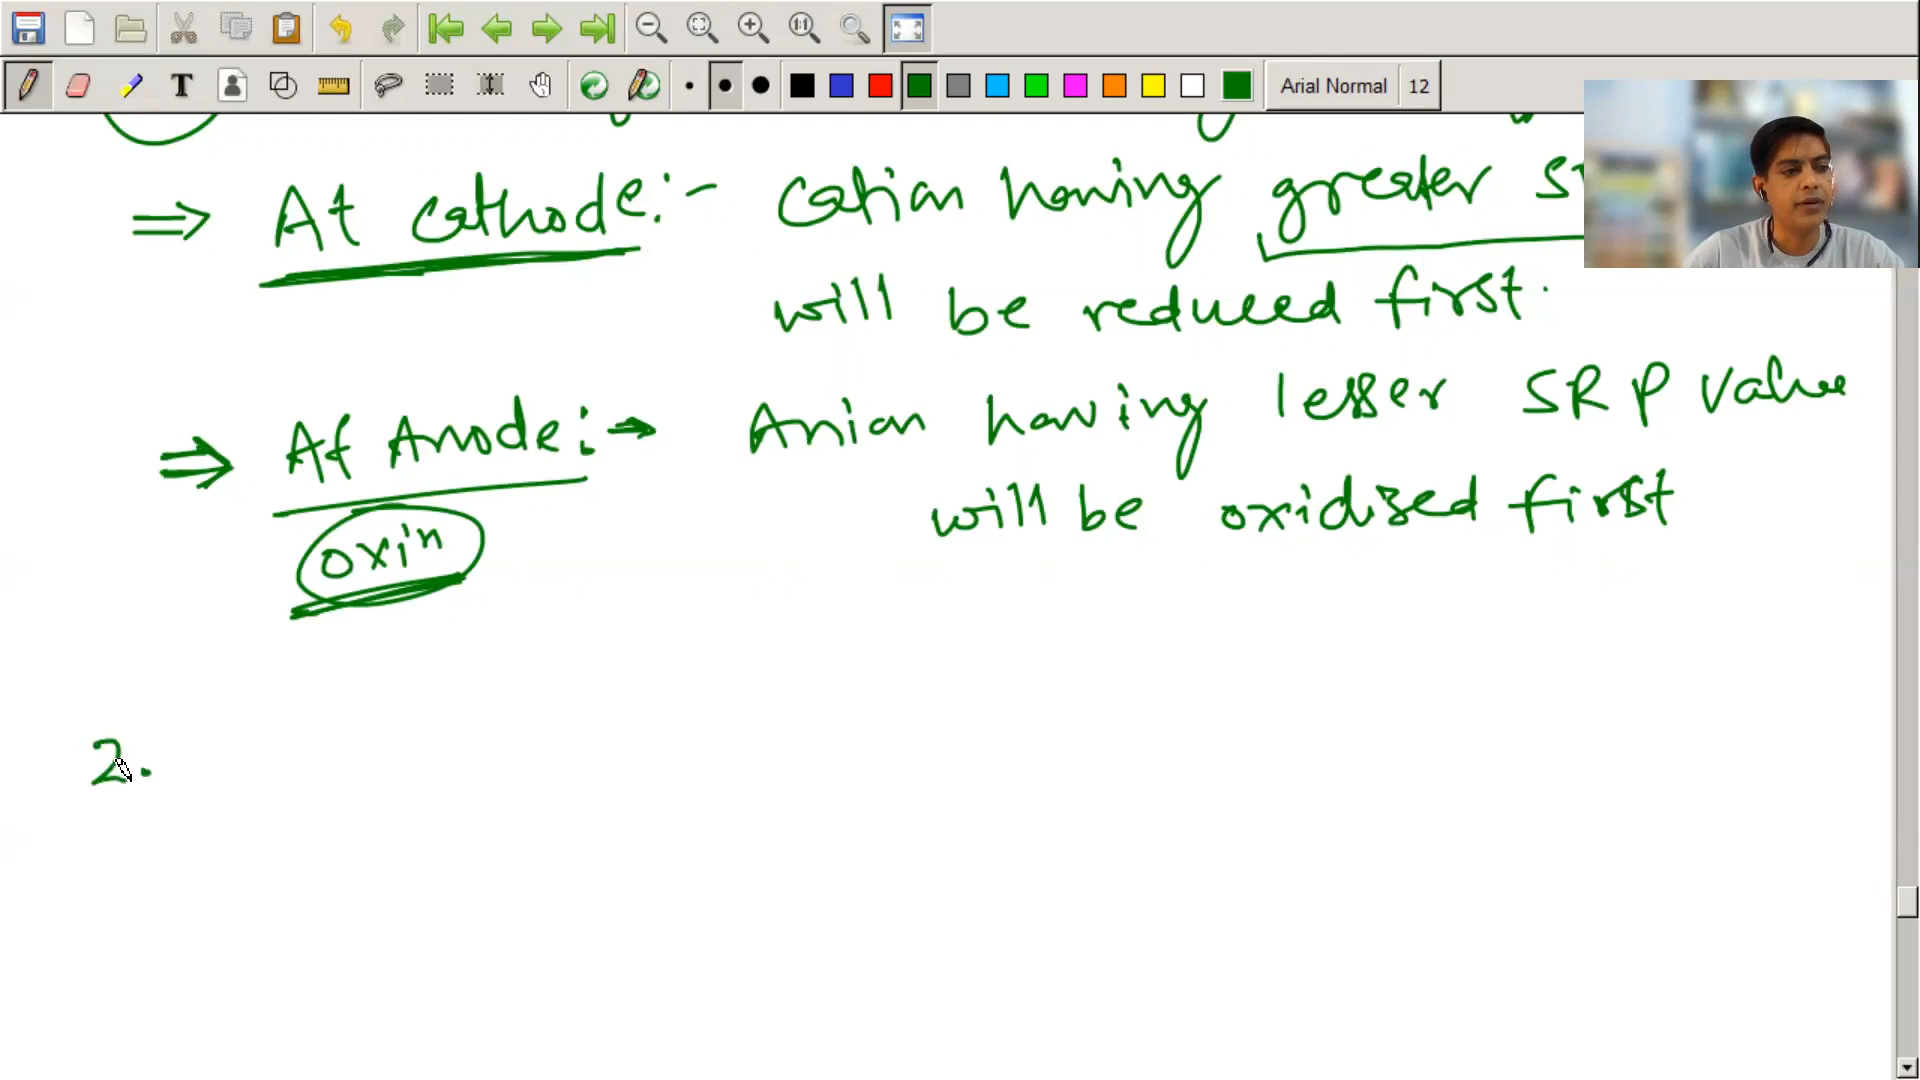 T
Arial Normal 12
⇒ At cathode:- cation having greater
will be reduced first.
⇒ At Anode:→ Anion having lesser SRP value
will be oxidised first
oxiⁿ
2.